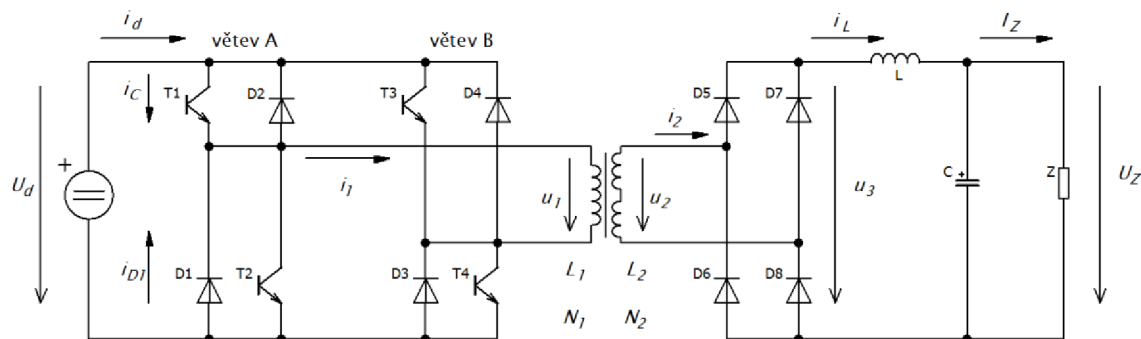 i_d
větev A
větev B
i_L
I_Z
i_C
T1
D2
T3
D4
D5
D7
L
i_1
i_2
+
U_d
u_1
u_2
u_3
C
+
Z
U_Z
i_D1
D1
T2
D3
T4
L_1
L_2
D6
D8
N_1
N_2